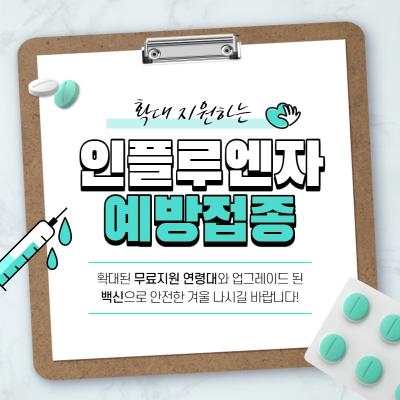 확대 지원하는
인플루엔자
예방접종
확대된 무료지원 연령대와 업그레이드 된
백신으로 안전한 겨울 나시길 바랍니다!